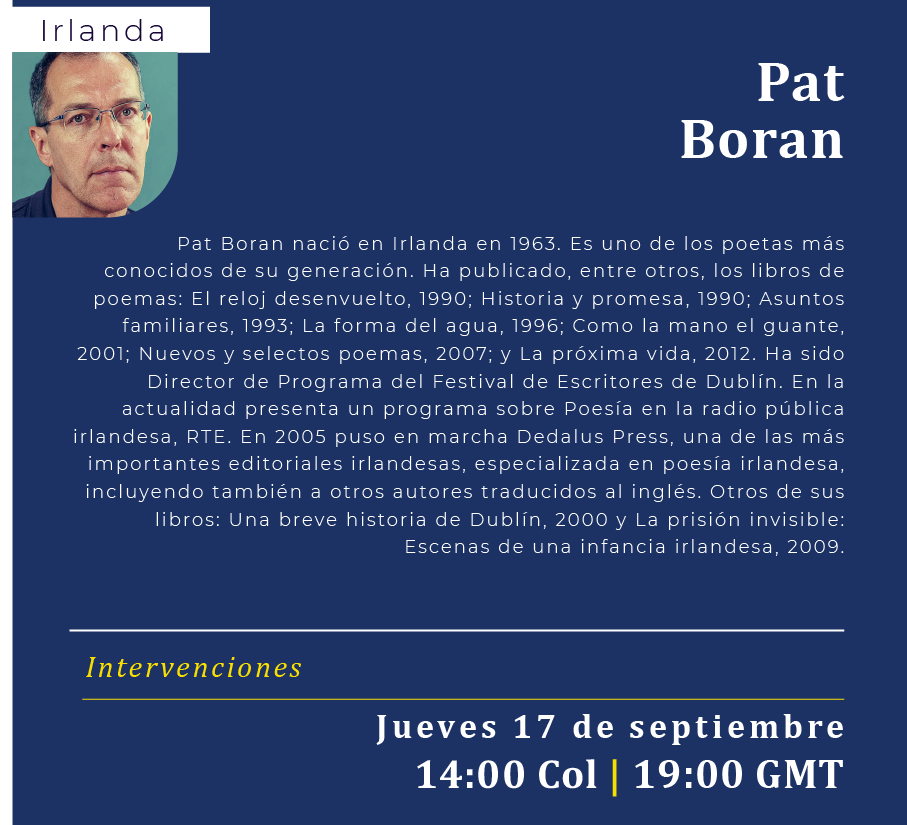 Irlanda
Pat
Boran
Pat Boran nació en Irlanda en 1963. Es uno de los poetas más
conocidos de su generación. Ha publicado, entre otros, los libros de
poemas: El reloj desenvuelto, 1990; Historia y promesa, 1990; Asuntos
familiares, 1993; La forma del agua, 1996; Como la mano el guante,
2001; Nuevos y selectos poemas, 2007; y La próxima vida, 2012. Ha sido
Director de Programa del Festival de Escritores de Dublín. En la
actualidad presenta un programa sobre Poesía en la radio pública
irlandesa, RTE. En 2005 puso en marcha Dedalus Press, una de las más
importantes editoriales irlandesas, especializada en poesía irlandesa,
incluyendo también a otros autores traducidos al inglés. Otros de sus
libros: Una breve historia de Dublín, 2000 y La prisión invisible:
Escenas de una infancia irlandesa, 2009.
Intervenciones
Jueves 17 de septiembre
14:00 Col | 19:00 GMT